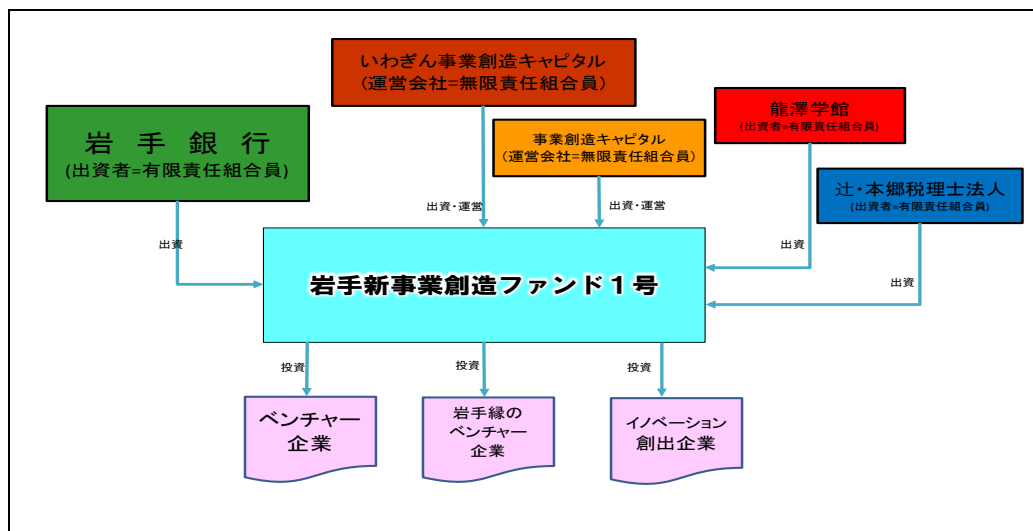 いわぎん事業創造キャピタル
(運営会社=無限責任組合員)
岩手銀行
(出資者=有限責任組合員)
事業創造キャピタル
(運営会社=無限責任組合員)
龍澤学館
(出資者=有限責任組合員)
辻・本郷税理士法人
(出資者=有限責任組合員)
出資・運営
出資・運営
出資
出資
出資
岩手新事業創造ファンド１号
投資
投資
投資
ベンチャー
企業
岩手縁の
ベンチャー
企業
イノベーション
創出企業